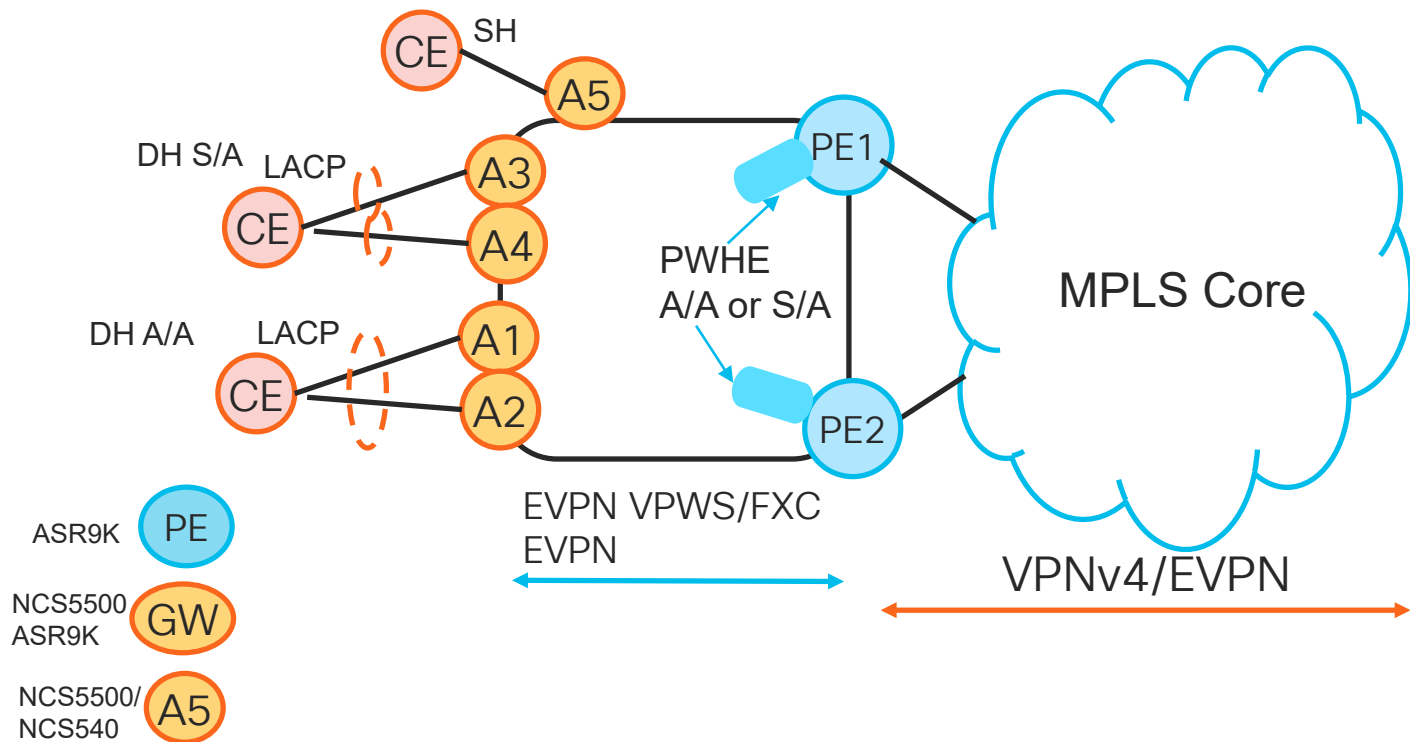 CE
SH
A5
PE1
DH S/A
LACP
A3
CE
A4
PWHE
A/A or S/A
MPLS Core
DH A/A
LACP
A1
CE
A2
PE2
EVPN VPWS/FXC
EVPN
VPNv4/EVPN
ASR9K
PE
NCS5500
ASR9K
GW
NCS5500/
NCS540
A5